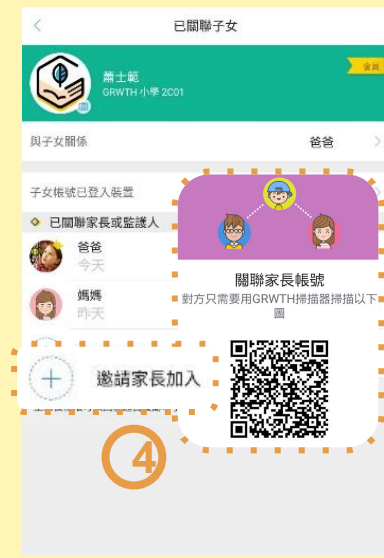 已關聯子女
蕭士範
GRWTH 小學 2C01
會員
與子女關係
爸爸
子女帳號已登入裝置
已關聯家長或監護人
爸爸
今天
媽媽
昨天
邀請家長加入
關聯家長帳號
對方只需要用GRWTH掃描器掃描以下
圖
4